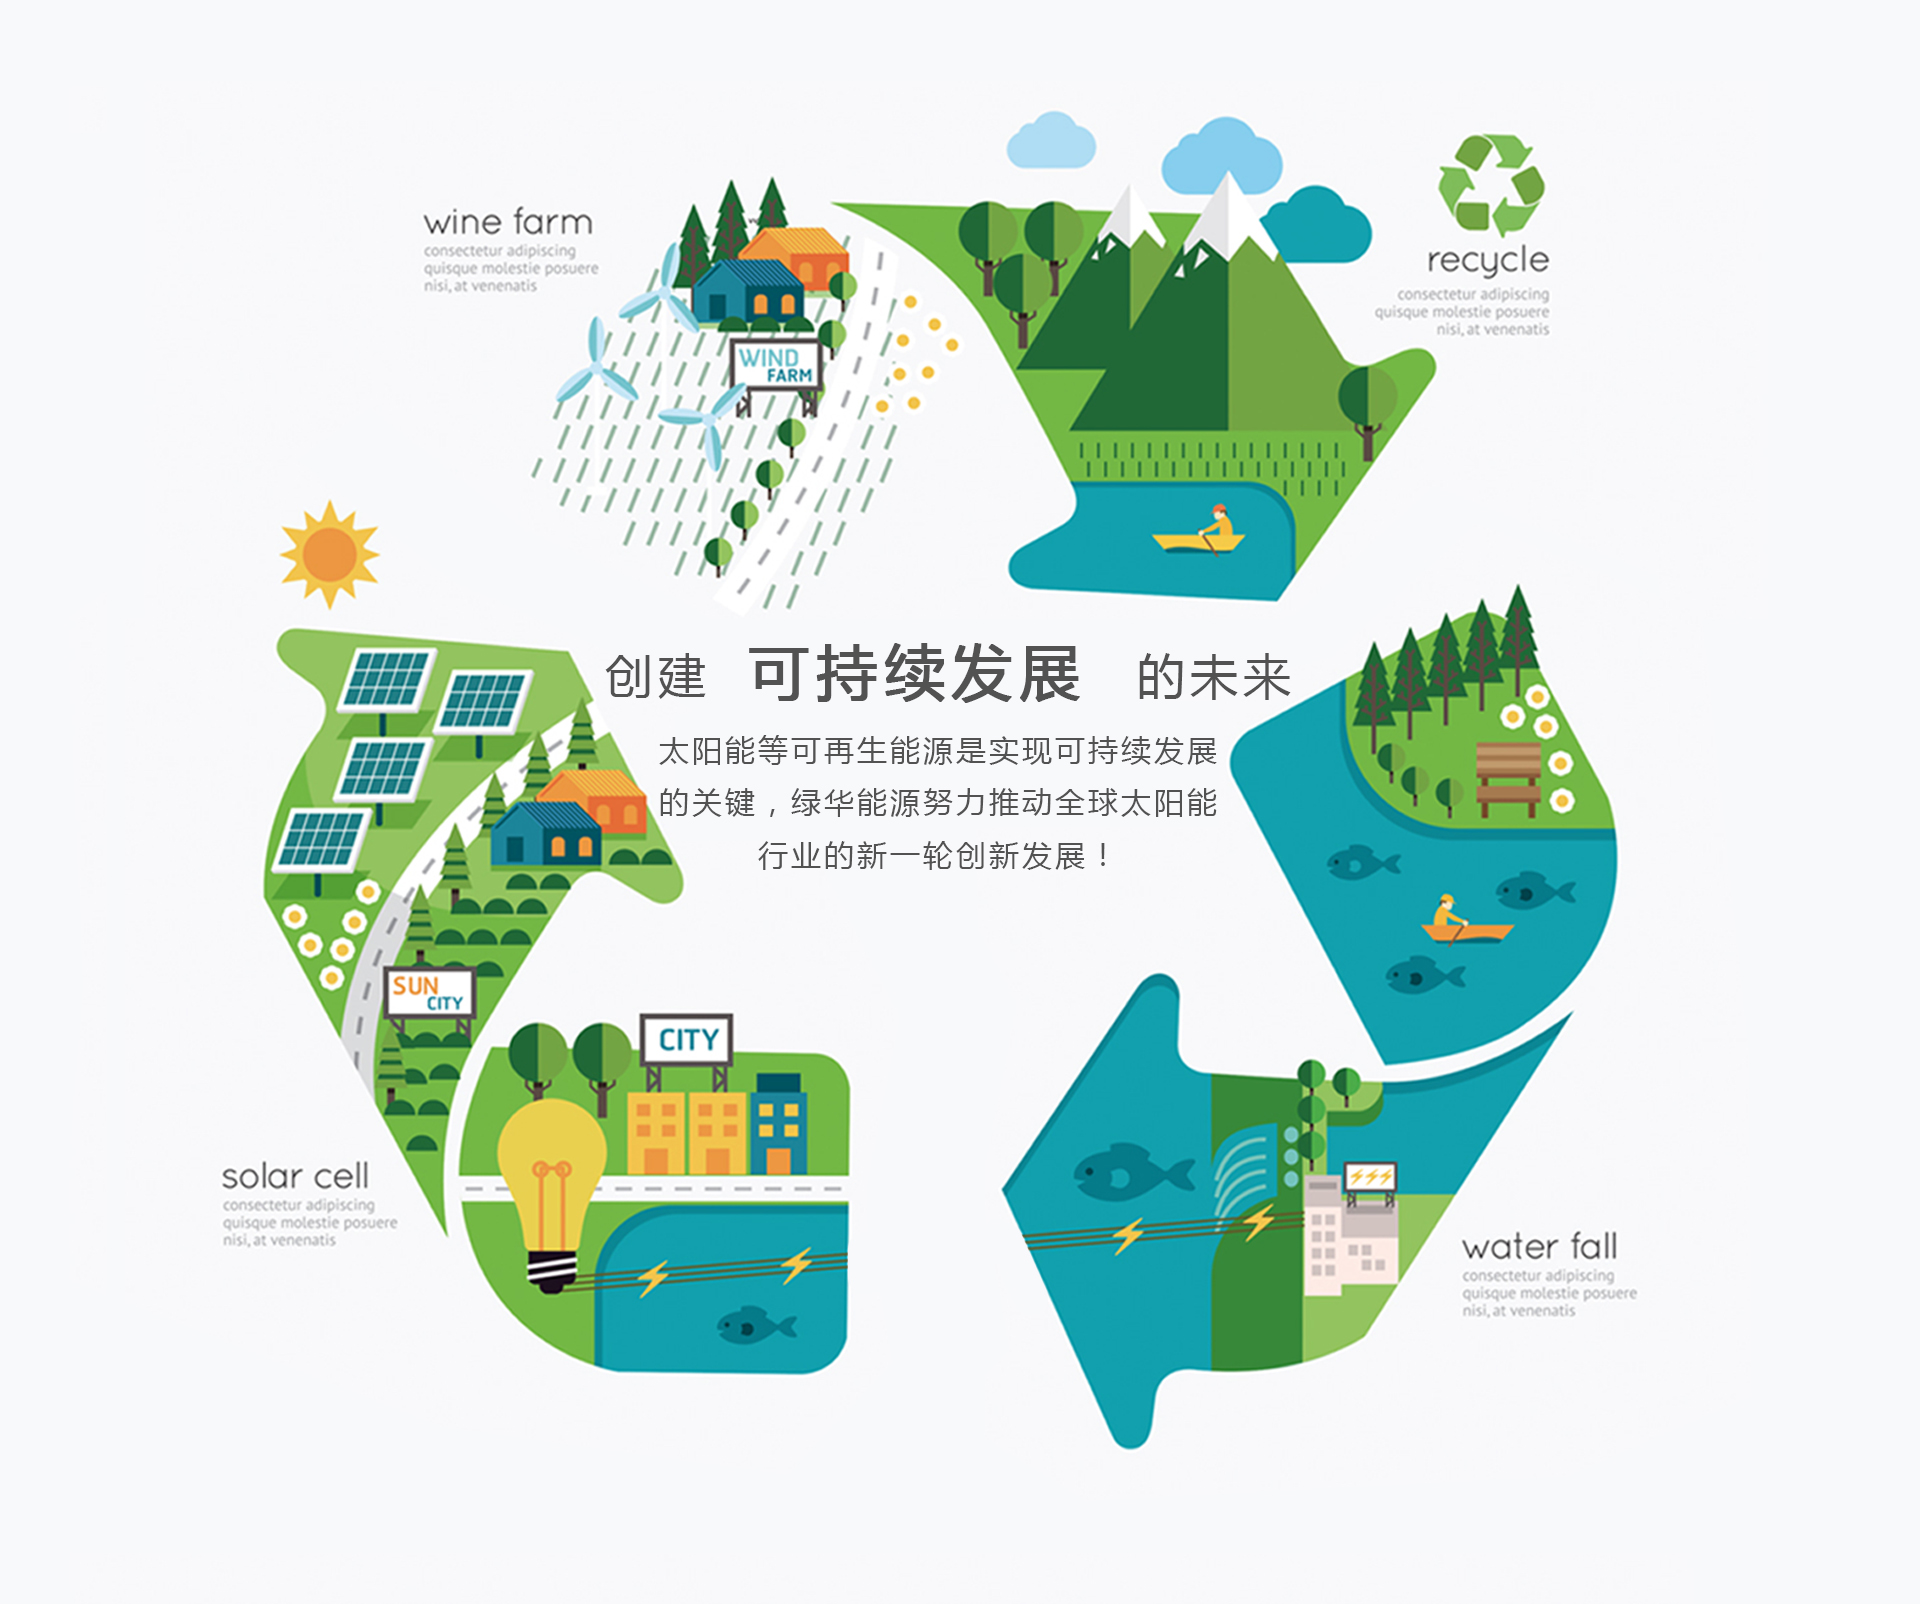 wine farm
consectetur adipiscing
quisque molestie posuere
nisi, at venenatis
recycle
consectetur adipiscing
quisque molestie posuere
nisi, at venenatis
WIND
FARM
创建 可持续发展 的未来
太阳能等可再生能源是实现可持续发展
的关键，绿华能源努力推动全球太阳能
行业的新一轮创新发展！
SUN
CITY
CITY
solar cell
consectetur adipiscing
quisque molestie posuere
nisi, at venenatis
water fall
consectetur adipiscing
quisque molestie posuere
nisi, at venenatis